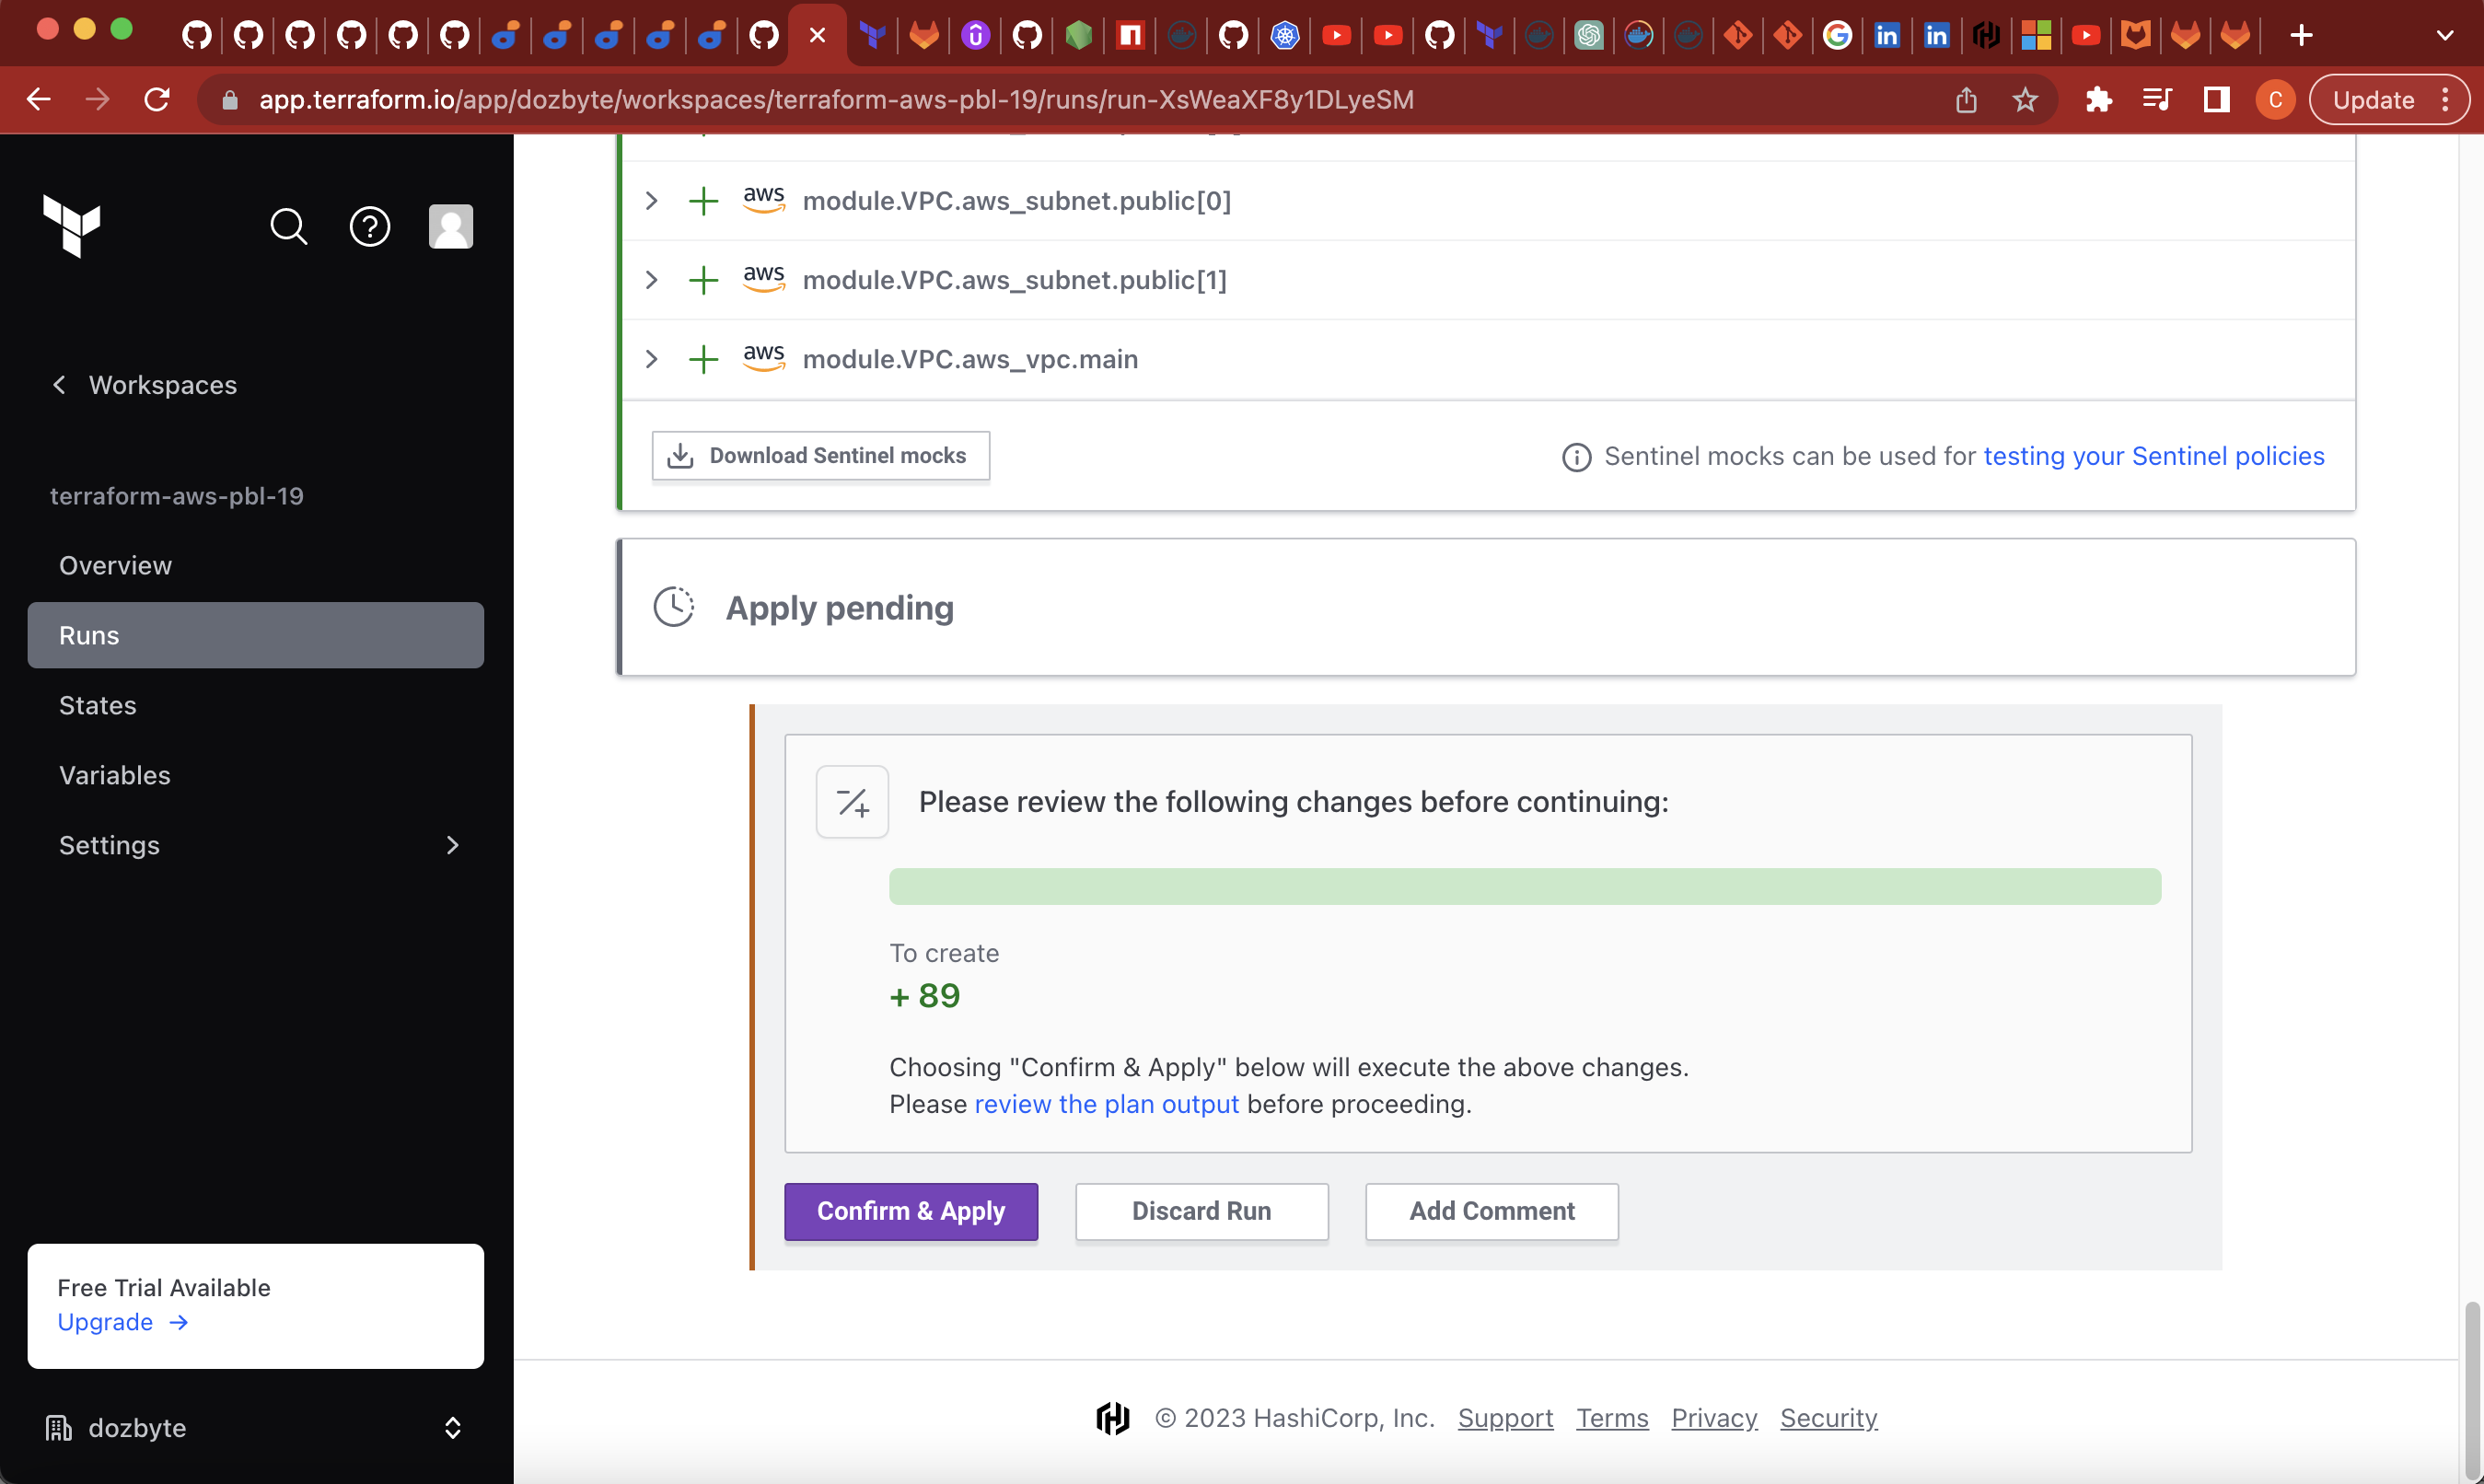 app.terraform.io/app/dozbyte/workspaces/terraform-aws-pbl-19/runs/run-XsWeaXF8y1DLyeSM
C
Update
Workspaces
terraform-aws-pbl-19
Overview
Runs
States
Variables
Settings
Free Trial Available
Upgrade
dozbyte
aws module.VPC.aws_subnet.public[0]
aws module.VPC.aws_subnet.public[1]
aws module.VPC.aws_vpc.main
Download Sentinel mocks
Sentinel mocks can be used for testing your Sentinel policies
Apply pending
Please review the following changes before continuing:
To create
+ 89
Choosing "Confirm & Apply" below will execute the above changes.
Please review the plan output before proceeding.
Confirm & Apply
Discard Run
Add Comment
© 2023 HashiCorp, Inc. Support Terms Privacy Security